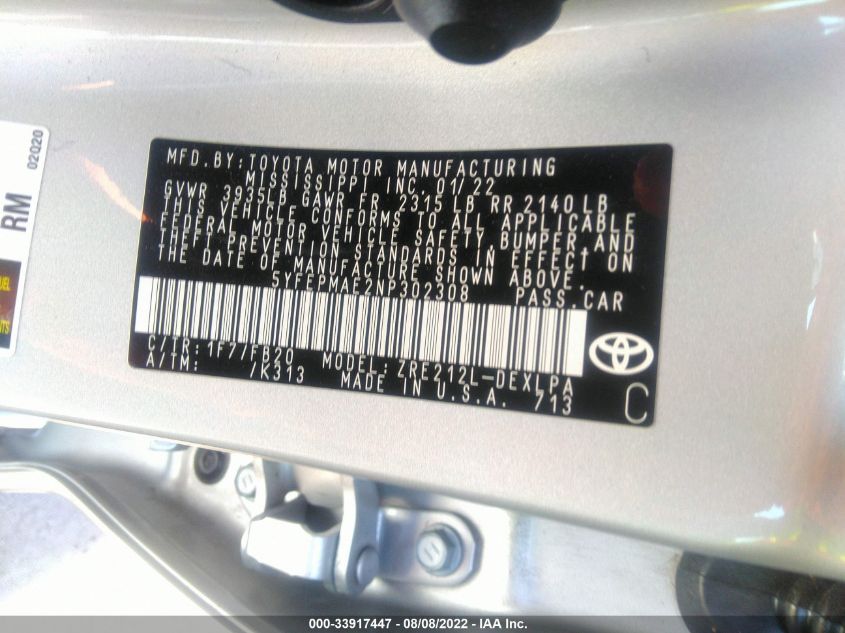 MFD.BY:TOYOTA MOTOR MANUFACTURING
MISSISSIPPI INC. 01/22
GVWR 3935LB GAWR FR 2315 LB RR 2140 LB
THIS VEHICLE CONFORMS TO ALL APPLICABLE
FEDERAL MOTOR VEHICLE SAFETY, BUMPER AND
THEFT PREVENTION STANDARDS IN EFFECT ON
THE DATE OF MANUFACTURE SHOWN ABOVE.
5YFEPMAE2NP302308 PASS.CAR
C/TR:1F7/FB20 MODEL:ZRE212L-DEXLPA
A/TM: /K313 MADE IN U.S.A. 713
C
02020
RM
000-33917447 - 08/08/2022 - IAA Inc.